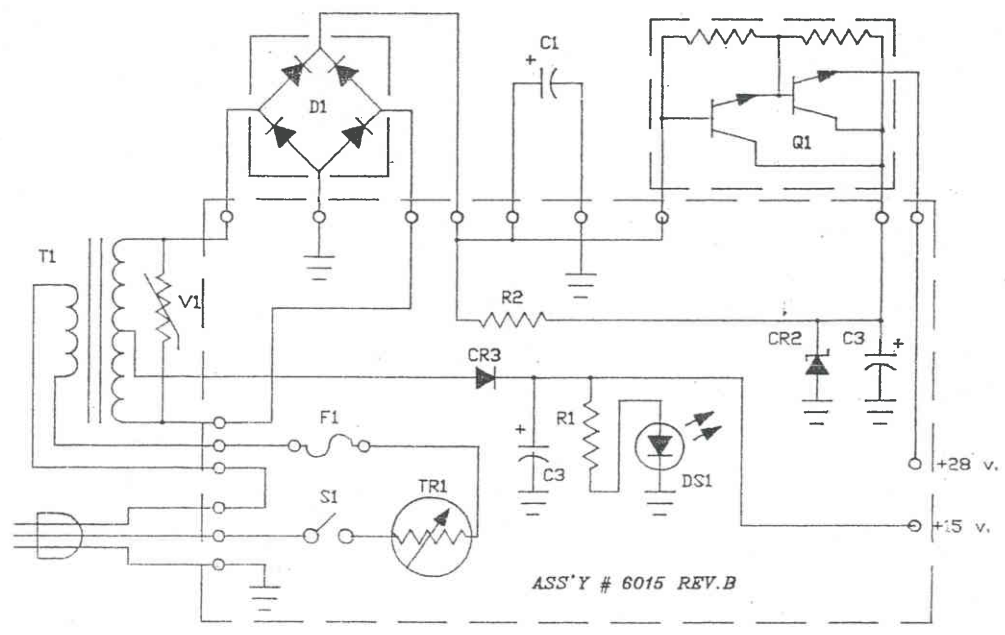 C1
D1
Q1
T1
V1
R2
CR2
C3
CR3
F1
R1
C3
DS1
+28 v.
S1
TR1
+15 v.
ASS'Y # 6015 REV.B